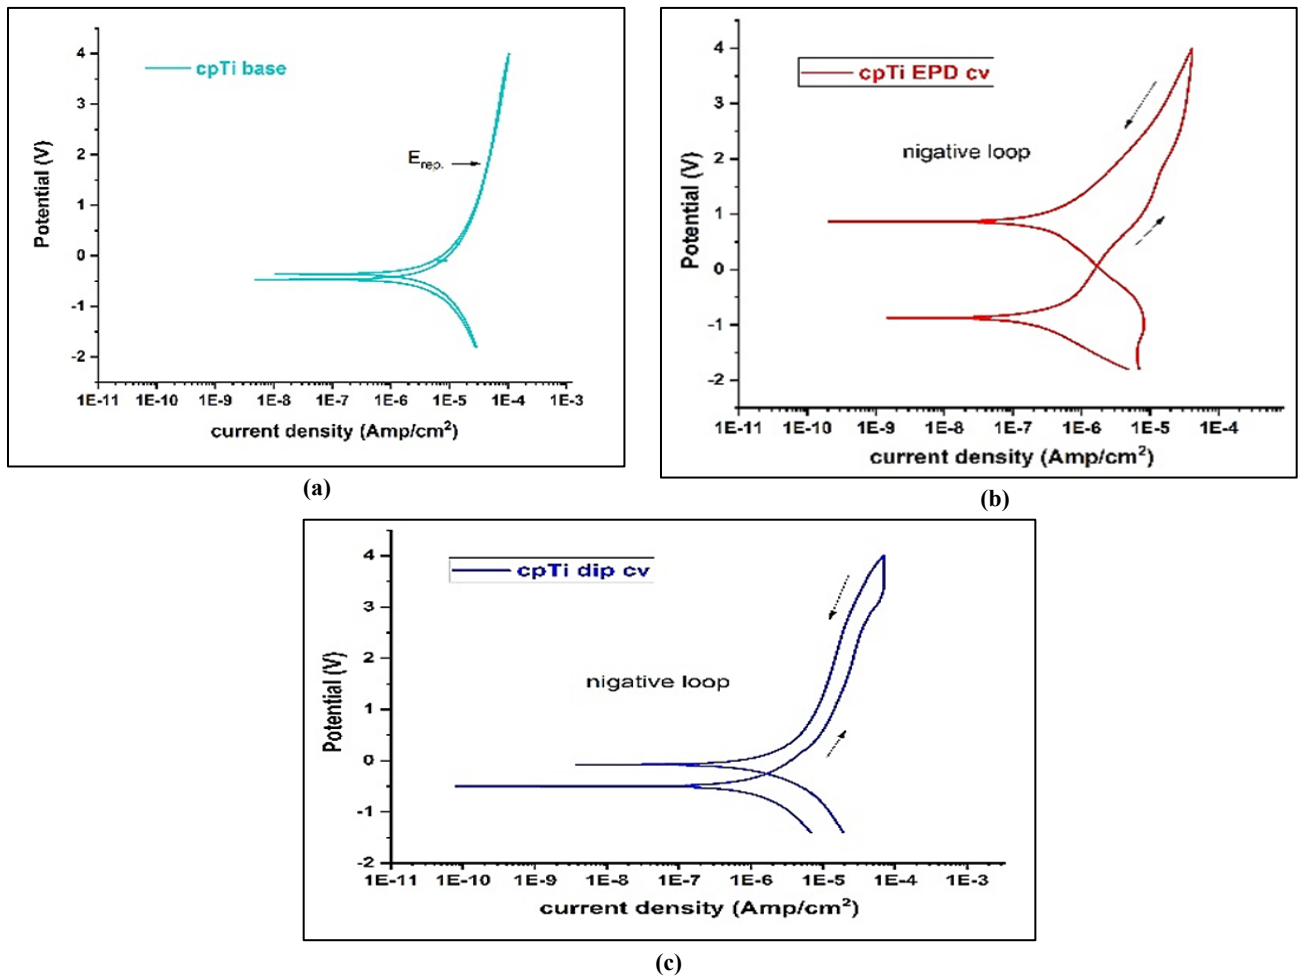 cpTi base
Potential (V)
4
3
2
1
0
-1
-2
E rep.
1E-11 1E-10 1E-9 1E-8 1E-7 1E-6 1E-5 1E-4 1E-3
current density (Amp/cm²)
(a)
cpTi EPD cv
nigative loop
Potential (V)
4
3
2
1
0
-1
-2
1E-11 1E-10 1E-9 1E-8 1E-7 1E-6 1E-5 1E-4
current density (Amp/cm²)
(b)
cpTi dip cv
nigative loop
Potential (V)
4
3
2
1
0
-1
-2
1E-11 1E-10 1E-9 1E-8 1E-7 1E-6 1E-5 1E-4 1E-3
current density (Amp/cm²)
(c)